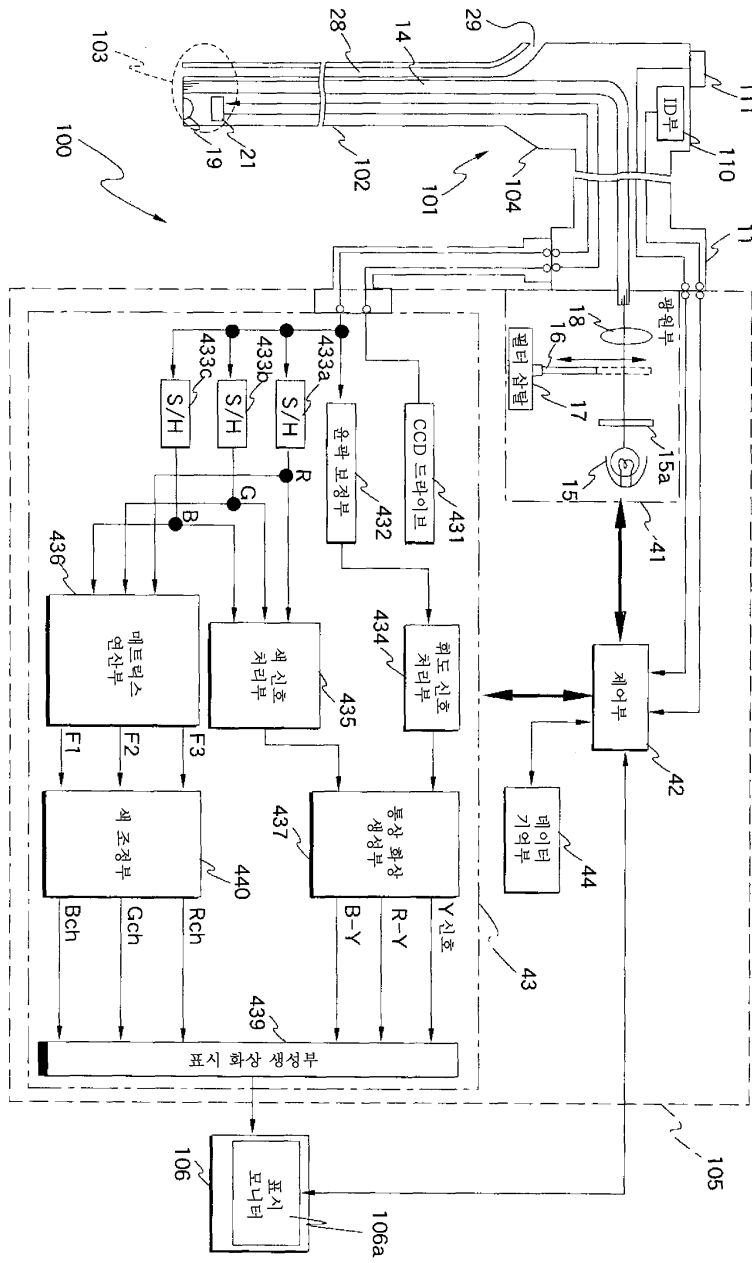 29
28
14
103
19
21
102
100
101
104
ID부
110
111
11
광원부
18
16
필터 삽탈
17
15a
15
41
제어부
42
데이터
기억부
44
433c
433b
433a
S/H
S/H
S/H
R
G
B
윤곽 보정부
432
CCD 드라이브
431
휘도 신호
처리부
434
색 신호
처리부
435
436
매트릭스
연산부
F1
F2
F3
색 조정부
440
통상 화상
생성부
437
Bch
Gch
Rch
B-Y
R-Y
Y 신호
43
439
표시 화상 생성부
105
표시
모니터
106
106a